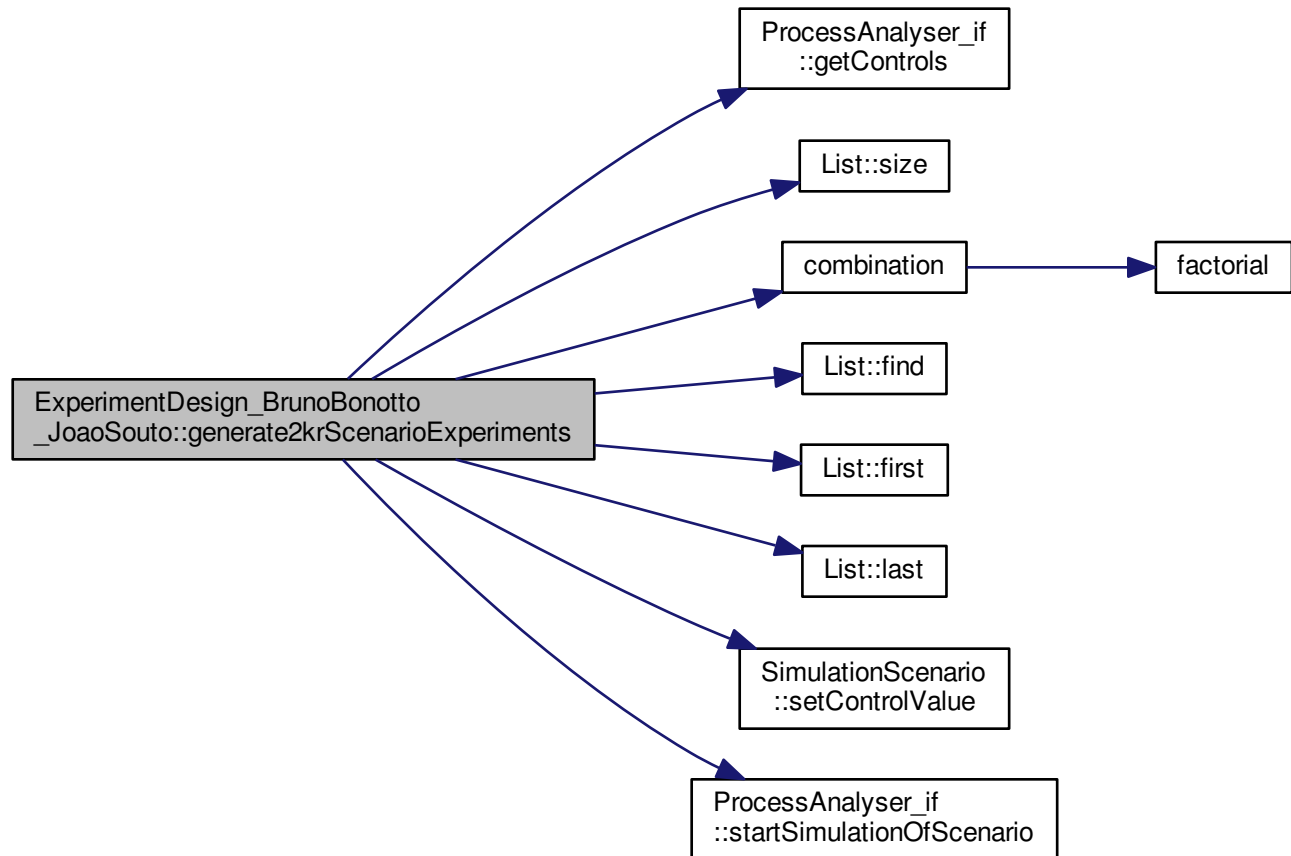 ProcessAnalyser_if
::getControls
List::size
combination
factorial
List::find
ExperimentDesign_BrunoBonotto
_JoaoSouto::generate2krScenarioExperiments
List::first
List::last
SimulationScenario
::setControlValue
ProcessAnalyser_if
::startSimulationOfScenario